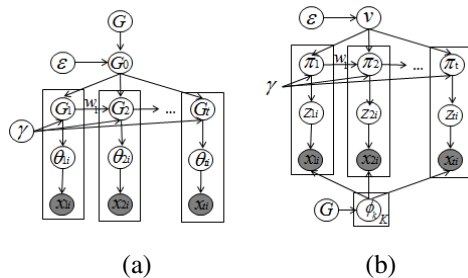 G
ε G₀
G₁ w₁ G₂ ... Gₜ
γ
θ₁ᵢ θ₂ᵢ θₜᵢ
x₁ᵢ x₂ᵢ xₜᵢ
(a)
ε v
π₁ w₁ π₂ ... πₜ
γ
z₁ᵢ z₂ᵢ zₜᵢ
x₁ᵢ x₂ᵢ xₜᵢ
G ϕₖ K
(b)